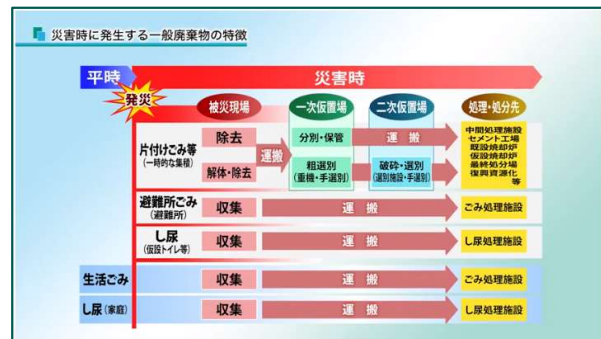 災害時に発生する一般廃棄物の特徴
平時
災害時
発災
被災現場
一次仮置場
二次仮置場
処理・処分先
片付けごみ等
(一時的な集積)
除去
解体・除去
運搬
分別・保管
粗選別
(重機・手選別)
運搬
破砕・選別
(選別施設・手選別)
中間処理施設
セメント工場
既設焼却炉
仮設焼却炉
最終処分場
復興資源化
等
避難所ごみ
(避難所)
収集
運搬
ごみ処理施設
し尿
(仮設トイレ等)
収集
運搬
し尿処理施設
生活ごみ
収集
運搬
ごみ処理施設
し尿(家庭)
収集
運搬
し尿処理施設